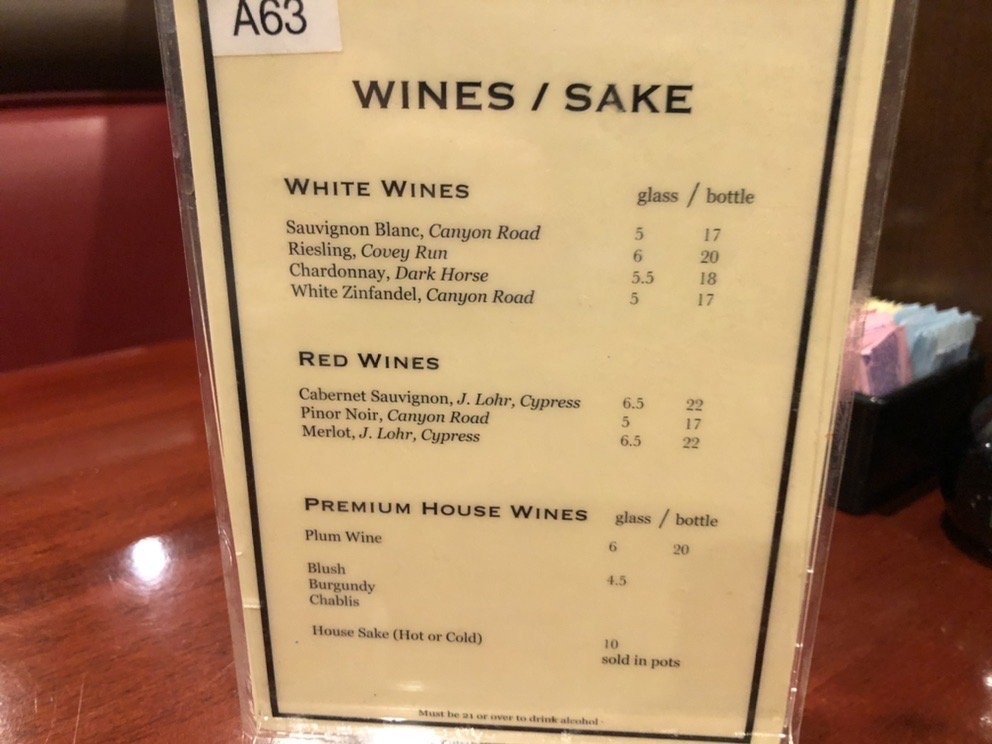 A63
WINES / SAKE
WHITE WINES glass / bottle
Sauvignon Blanc, Canyon Road 5 17
Riesling, Covey Run 6 20
Chardonnay, Dark Horse 5.5 18
White Zinfandel, Canyon Road 5 17
RED WINES
Cabernet Sauvignon, J. Lohr, Cypress 6.5 22
Pinor Noir, Canyon Road 5 17
Merlot, J. Lohr, Cypress 6.5 22
PREMIUM HOUSE WINES glass / bottle
Plum Wine 6 20
Blush
Burgundy 4.5
Chablis
House Sake (Hot or Cold) 10
sold in pots
Must be 21 or over to drink alcohol